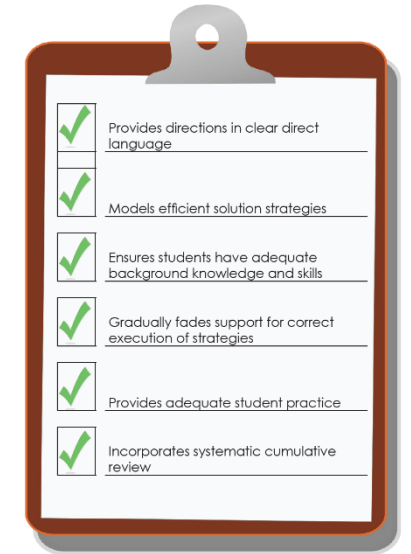 Provides directions in clear direct
language
Models efficient solution strategies
Ensures students have adequate
background knowledge and skills
Gradually fades support for correct
execution of strategies
Provides adequate student practice
Incorporates systematic cumulative
review